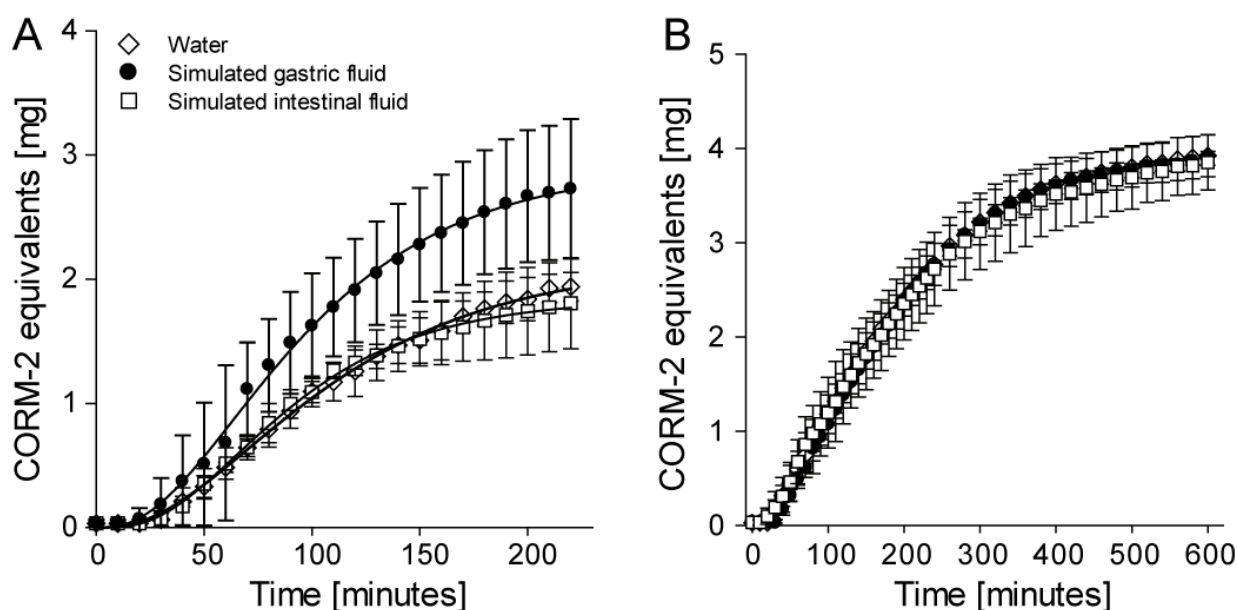 A
4
3
2
1
0
CORM-2 equivalents [mg]
Water
Simulated gastric fluid
Simulated intestinal fluid
0 50 100 150 200
Time [minutes]
B
5
4
3
2
1
0
CORM-2 equivalents [mg]
0 100 200 300 400 500 600
Time [minutes]